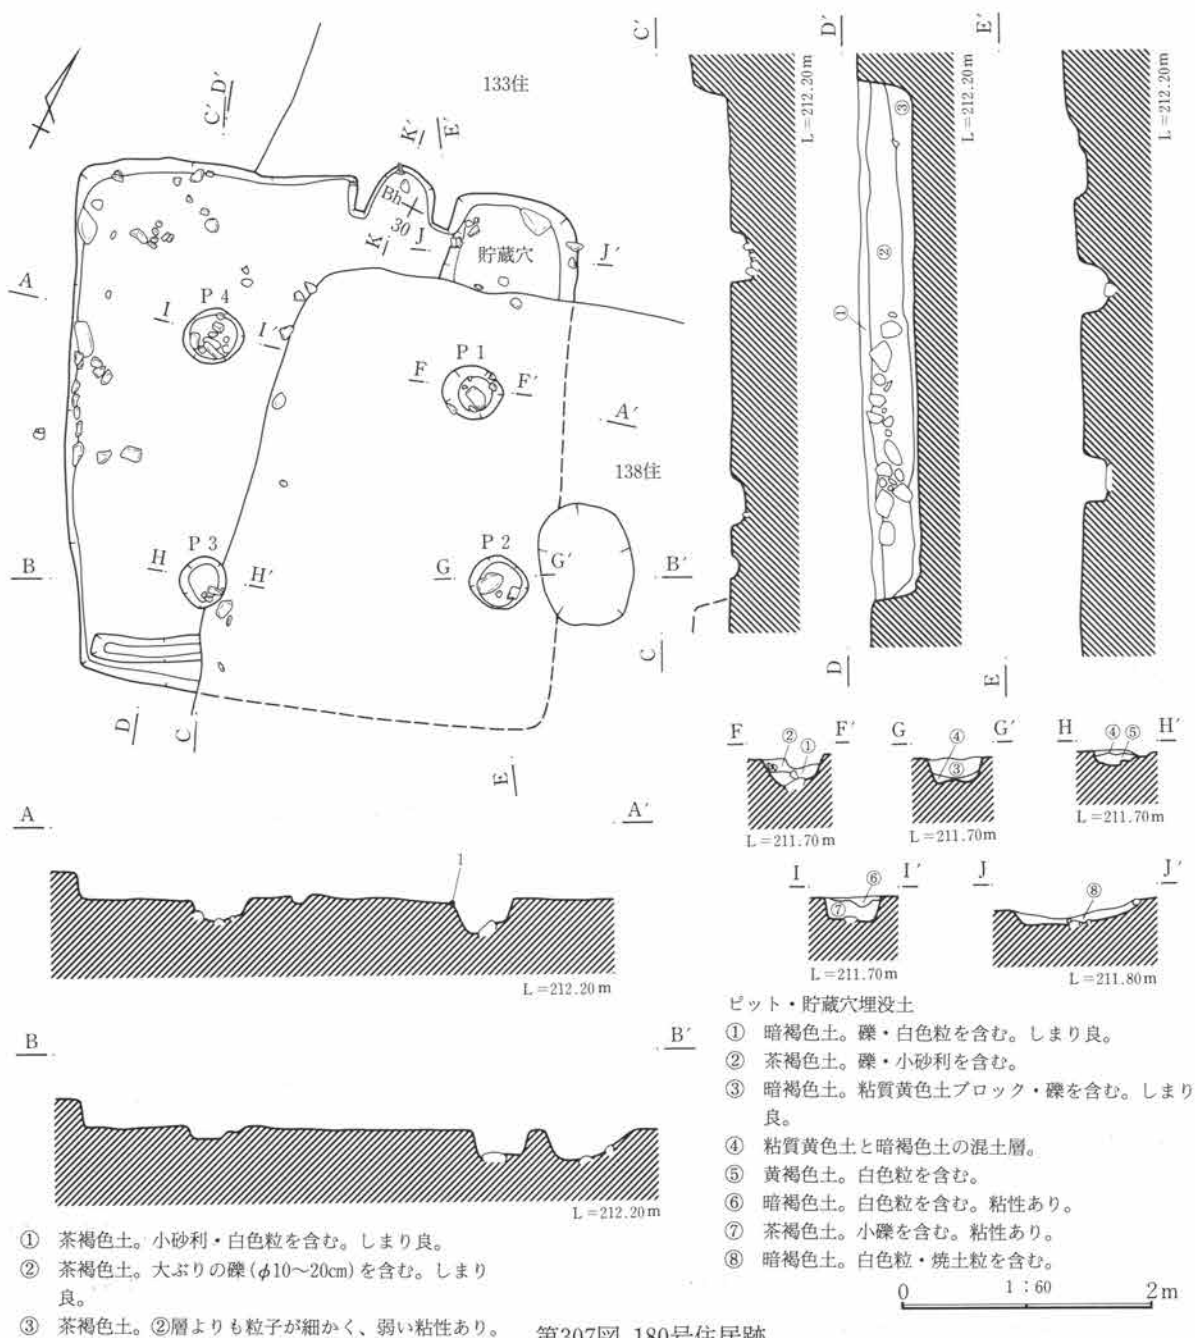 133住
C′ D′
K′ E′
Bh
30
K
J
J′
貯蔵穴
A
P 4
I
I′
P 1
F
F′
A′
138住
B
P 3
H
H′
P 2
G
G′
B′
D
C
E
C′
D′
E′
L=212.20m
L=212.20m
L=212.20m
③
②
①
C
D
E
A
A′
1
L=212.20m
B
B′
L=212.20m
F
②
①
F′
L=211.70m
G
④
③
G′
L=211.70m
H
④⑤
H′
L=211.70m
I
⑥
⑦
I′
L=211.70m
J
⑧
J′
L=211.80m
① 茶褐色土。小砂利・白色粒を含む。しまり良。
② 茶褐色土。大ぶりの礫(φ10〜20cm)を含む。しまり
良。
③ 茶褐色土。②層よりも粒子が細かく、弱い粘性あり。
ピット・貯蔵穴埋没土
① 暗褐色土。礫・白色粒を含む。しまり良。
② 茶褐色土。礫・小砂利を含む。
③ 暗褐色土。粘質黄色土ブロック・礫を含む。しまり
良。
④ 粘質黄色土と暗褐色土の混土層。
⑤ 黄褐色土。白色粒を含む。
⑥ 暗褐色土。白色粒を含む。粘性あり。
⑦ 茶褐色土。小礫を含む。粘性あり。
⑧ 暗褐色土。白色粒・焼土粒を含む。
0 1：60 2m
第307図 180号住居跡